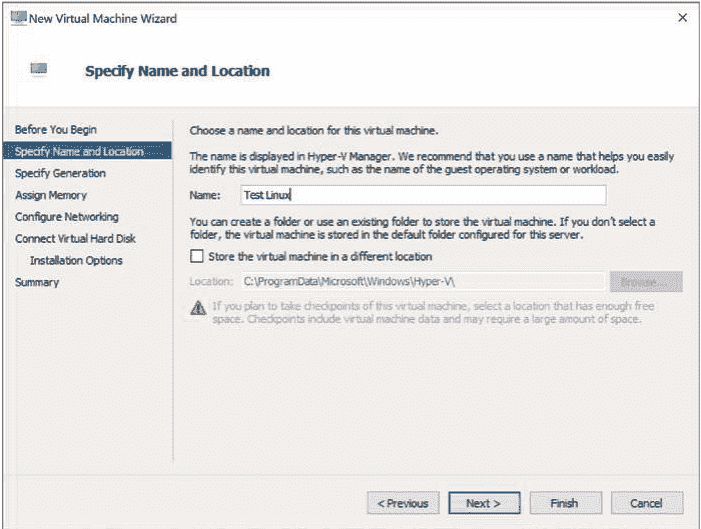 New Virtual Machine Wizard
Specify Name and Location
Before You Begin
Specify Name and Location
Specify Generation
Assign Memory
Configure Networking
Connect Virtual Hard Disk
Installation Options
Summary
Choose a name and location for this virtual machine.
The name is displayed in Hyper-V Manager. We recommend that you use a name that helps you easily
identify this virtual machine, such as the name of the guest operating system or workload.
Name: Test Linux
You can create a folder or use an existing folder to store the virtual machine. If you don't select a
folder, the virtual machine is stored in the default folder configured for this server.
Store the virtual machine in a different location
Location: C:\ProgramData\Microsoft\Windows\Hyper-V\ Browse...
If you plan to take checkpoints of this virtual machine, select a location that has enough free
space. Checkpoints include virtual machine data and may require a large amount of space.
< Previous Next > Finish Cancel